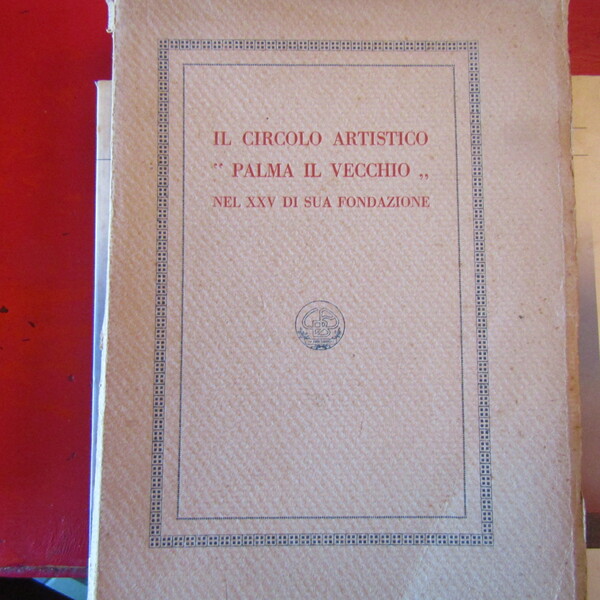 IL CIRCOLO ARTISTICO
“ PALMA IL VECCHIO „
NEL XXV DI SUA FONDAZIONE